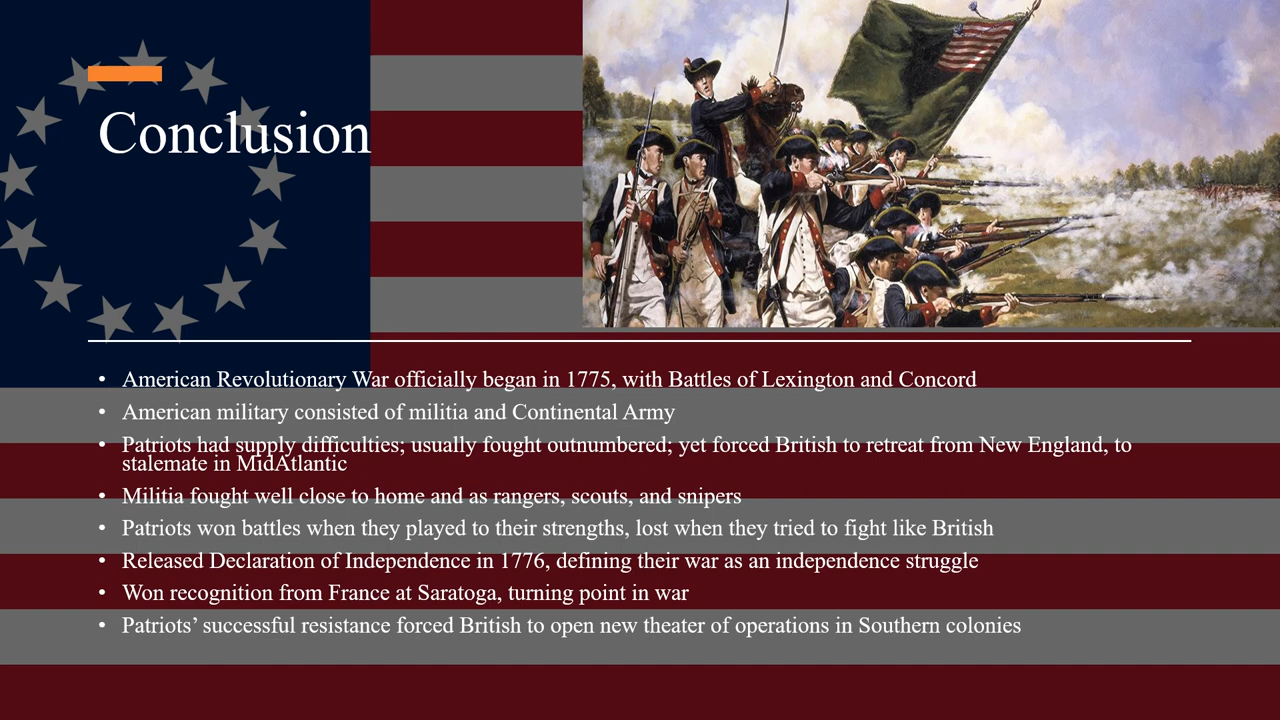 Conclusion
• American Revolutionary War officially began in 1775, with Battles of Lexington and Concord
• American military consisted of militia and Continental Army
• Patriots had supply difficulties; usually fought outnumbered; yet forced British to retreat from New England, to
stalemate in MidAtlantic
• Militia fought well close to home and as rangers, scouts, and snipers
• Patriots won battles when they played to their strengths, lost when they tried to fight like British
• Released Declaration of Independence in 1776, defining their war as an independence struggle
• Won recognition from France at Saratoga, turning point in war
• Patriots’ successful resistance forced British to open new theater of operations in Southern colonies